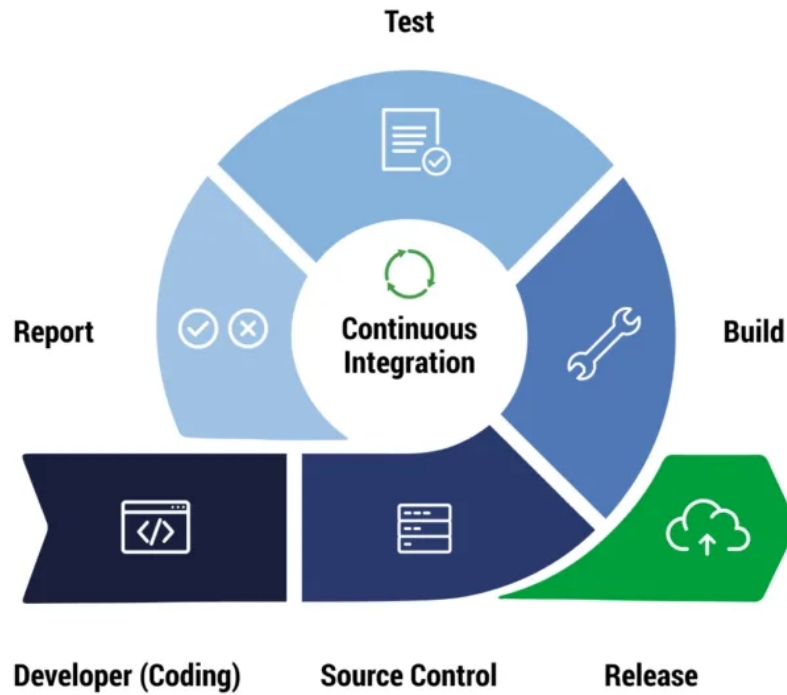 Test
Report
Continuous
Integration
Build
</>
Developer (Coding)
Source Control
Release